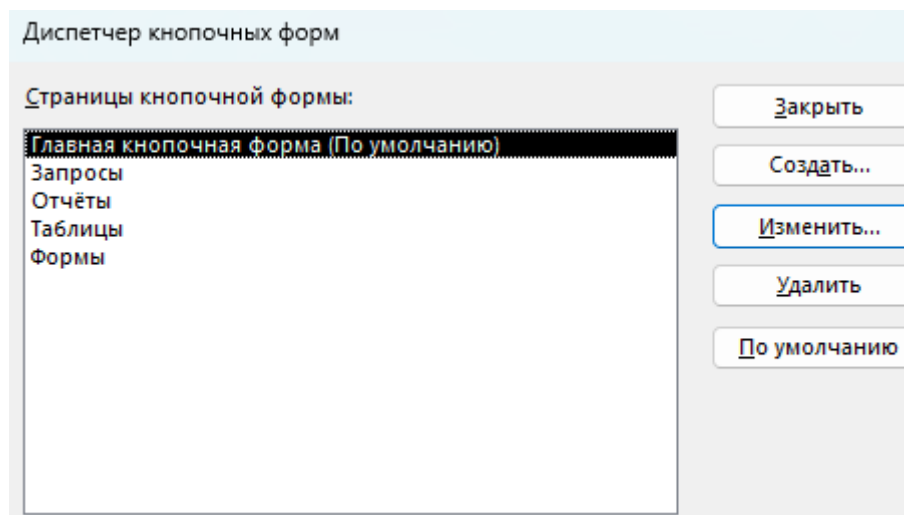 Диспетчер кнопочных форм
Страницы кнопочной формы:
Главная кнопочная форма (По умолчанию)
Запросы
Отчёты
Таблицы
Формы
Закрыть
Создать...
Изменить...
Удалить
По умолчанию